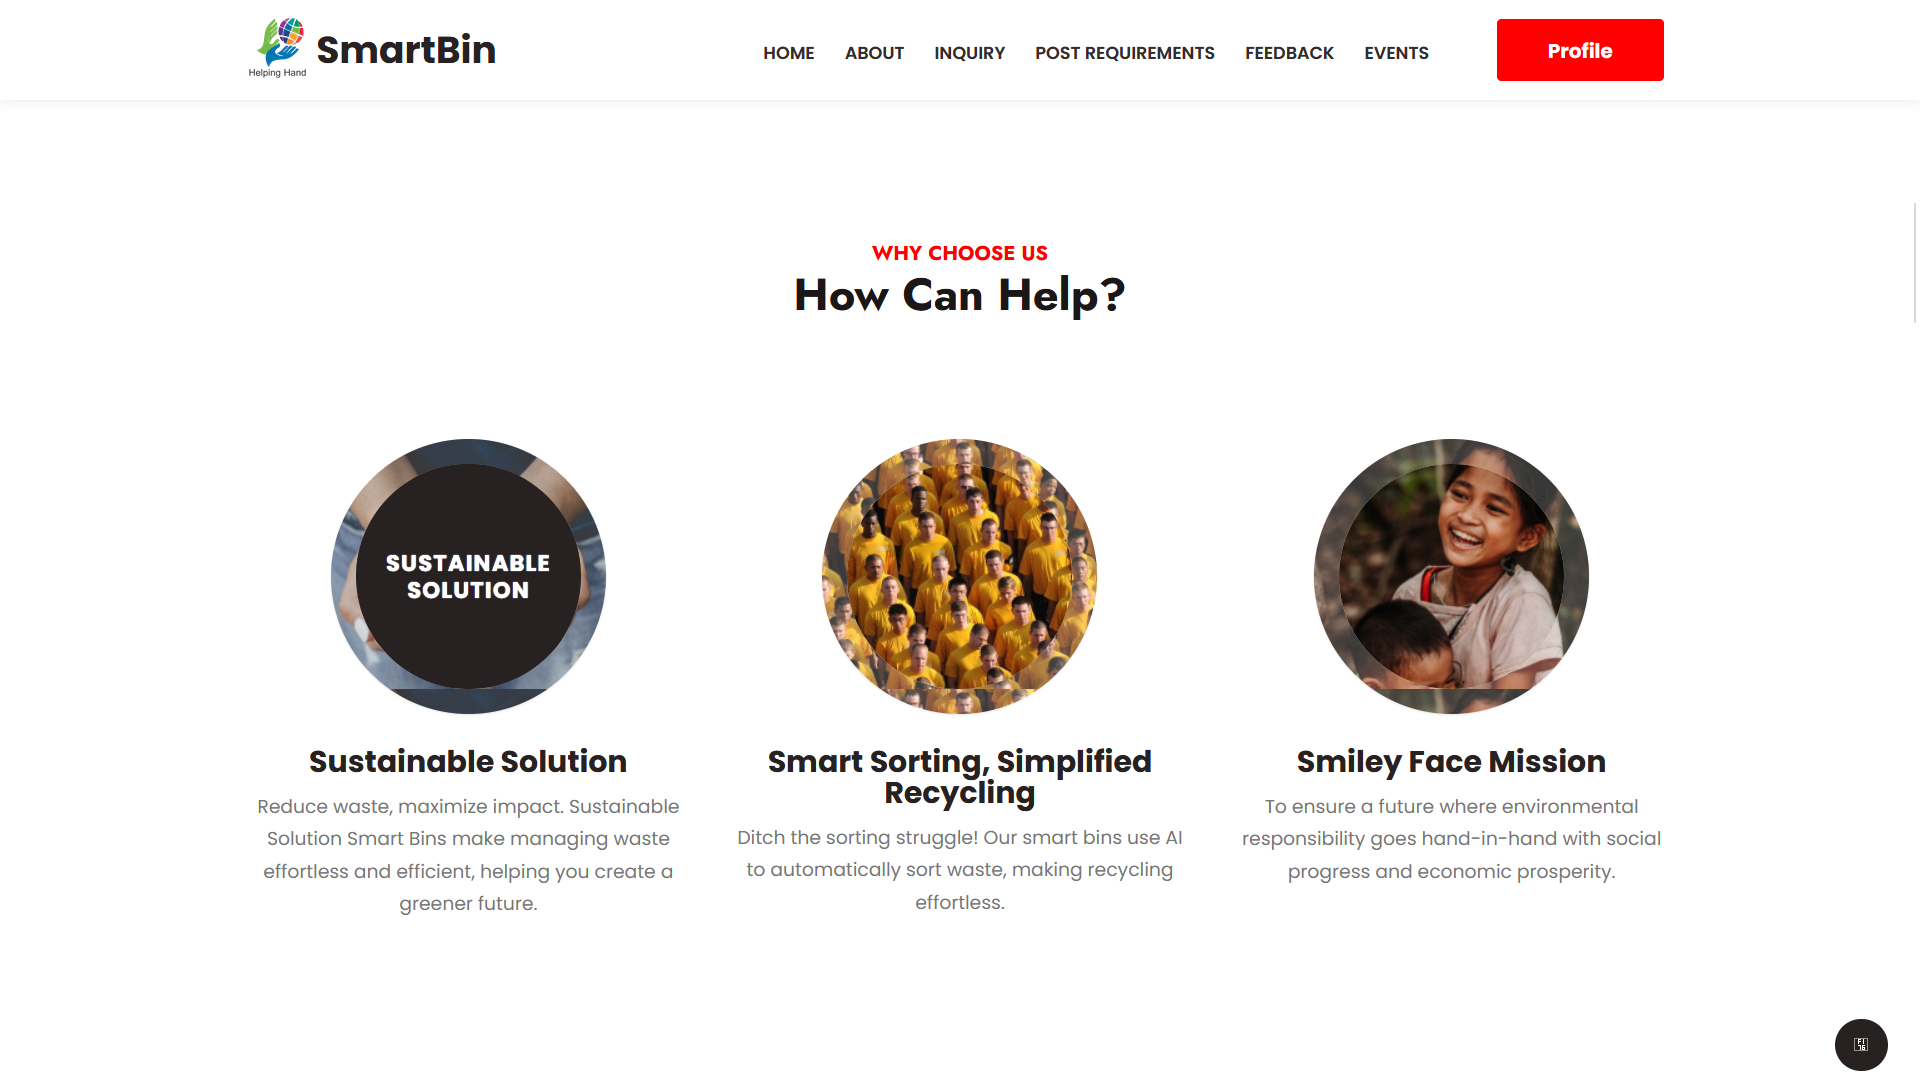 Helping Hand
SmartBin
HOME ABOUT INQUIRY POST REQUIREMENTS FEEDBACK EVENTS
Profile
WHY CHOOSE US
How Can Help?
SUSTAINABLE
SOLUTION
Sustainable Solution
Reduce waste, maximize impact. Sustainable
Solution Smart Bins make managing waste
effortless and efficient, helping you create a
greener future.
Smart Sorting, Simplified
Recycling
Ditch the sorting struggle! Our smart bins use AI
to automatically sort waste, making recycling
effortless.
Smiley Face Mission
To ensure a future where environmental
responsibility goes hand-in-hand with social
progress and economic prosperity.